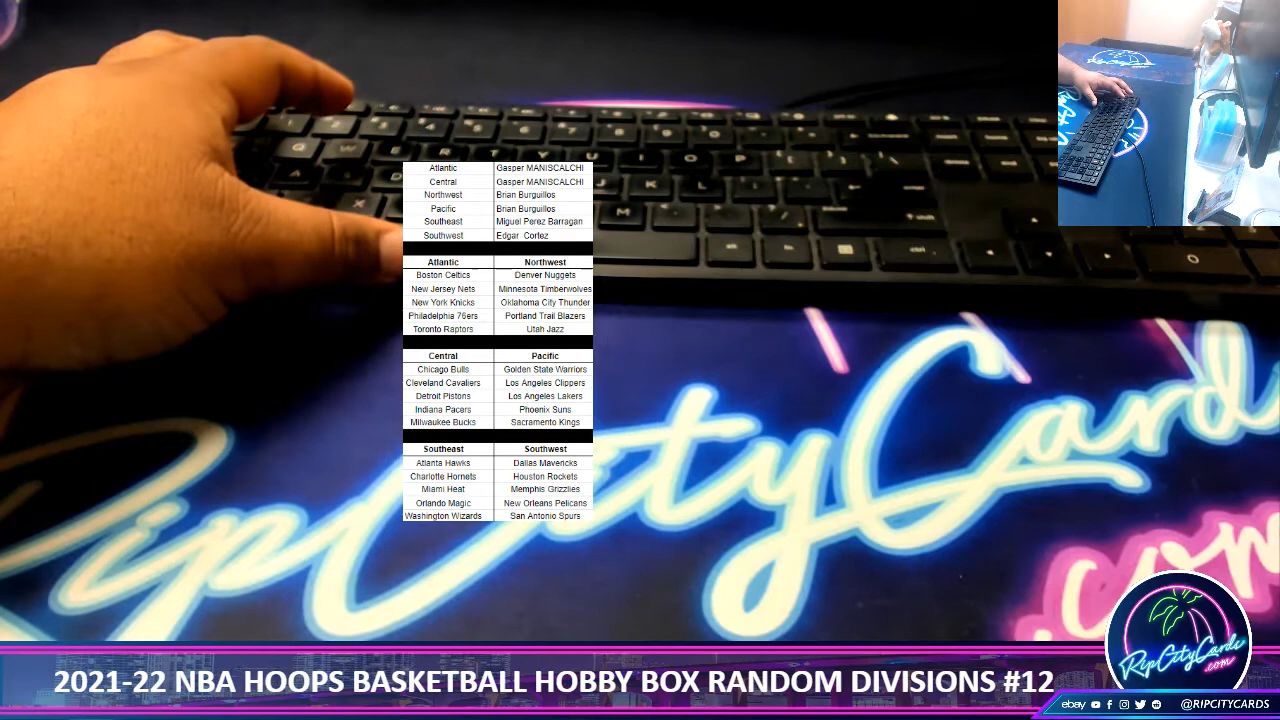 Atlantic Gasper MANISCALCHI
Central Gasper MANISCALCHI
Northwest Brian Burguillos
Pacific Brian Burguillos
Southeast Miguel Perez Barragan
Southwest Edgar Cortez
Atlantic Northwest
Boston Celtics Denver Nuggets
New Jersey Nets Minnesota Timberwolves
New York Knicks Oklahoma City Thunder
Philadelphia 76ers Portland Trail Blazers
Toronto Raptors Utah Jazz
Central Pacific
Chicago Bulls Golden State Warriors
Cleveland Cavaliers Los Angeles Clippers
Detroit Pistons Los Angeles Lakers
Indiana Pacers Phoenix Suns
Milwaukee Bucks Sacramento Kings
Southeast Southwest
Atlanta Hawks Dallas Mavericks
Charlotte Hornets Houston Rockets
Miami Heat Memphis Grizzlies
Orlando Magic New Orleans Pelicans
Washington Wizards San Antonio Spurs
RipCityCards
.com
RipCityCards
.com
2021-22 NBA HOOPS BASKETBALL HOBBY BOX RANDOM DIVISIONS #12
ebay @RIPCITYCARDS